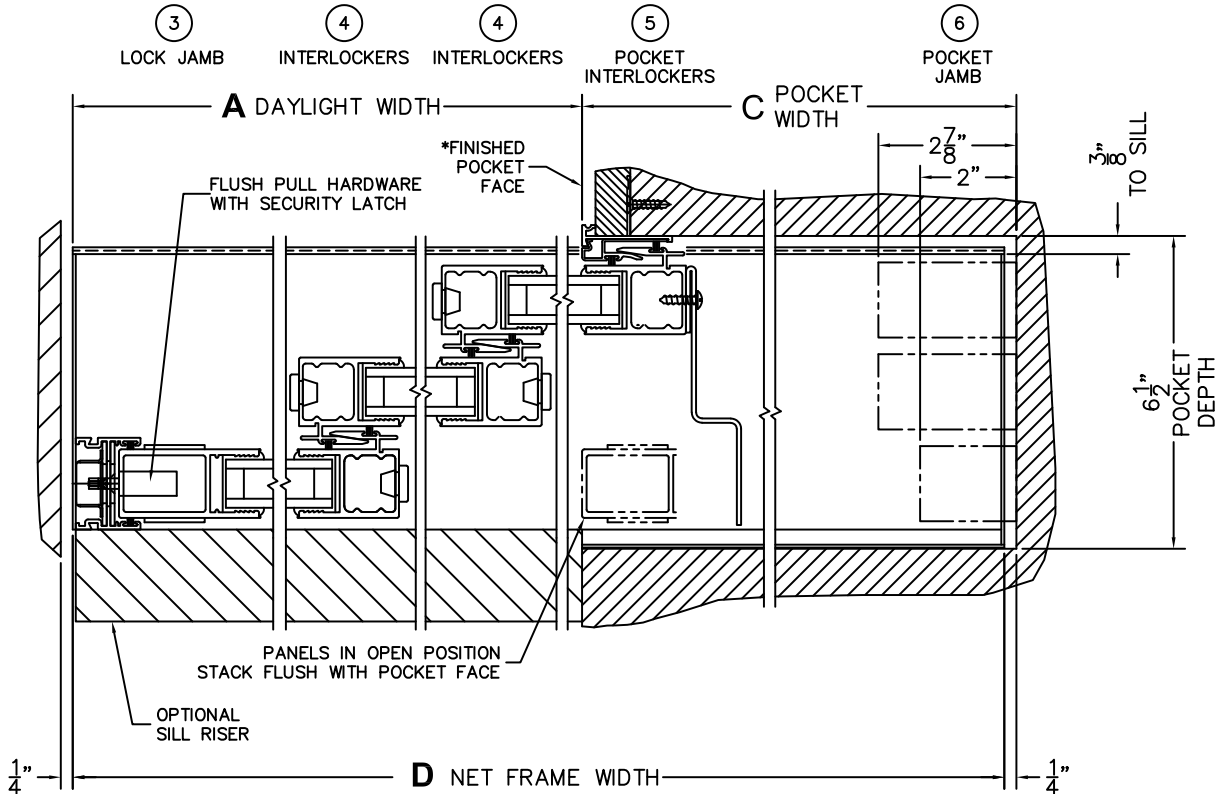 3
LOCK JAMB
4
INTERLOCKERS
4
INTERLOCKERS
5
POCKET
INTERLOCKERS
6
POCKET
JAMB
A DAYLIGHT WIDTH
C POCKET
WIDTH
*FINISHED
POCKET
FACE
2 7/8"
2"
3/8"
TO SILL
FLUSH PULL HARDWARE
WITH SECURITY LATCH
6 1/2"
POCKET
DEPTH
PANELS IN OPEN POSITION
STACK FLUSH WITH POCKET FACE
OPTIONAL
SILL RISER
1/4"
D NET FRAME WIDTH
1/4"